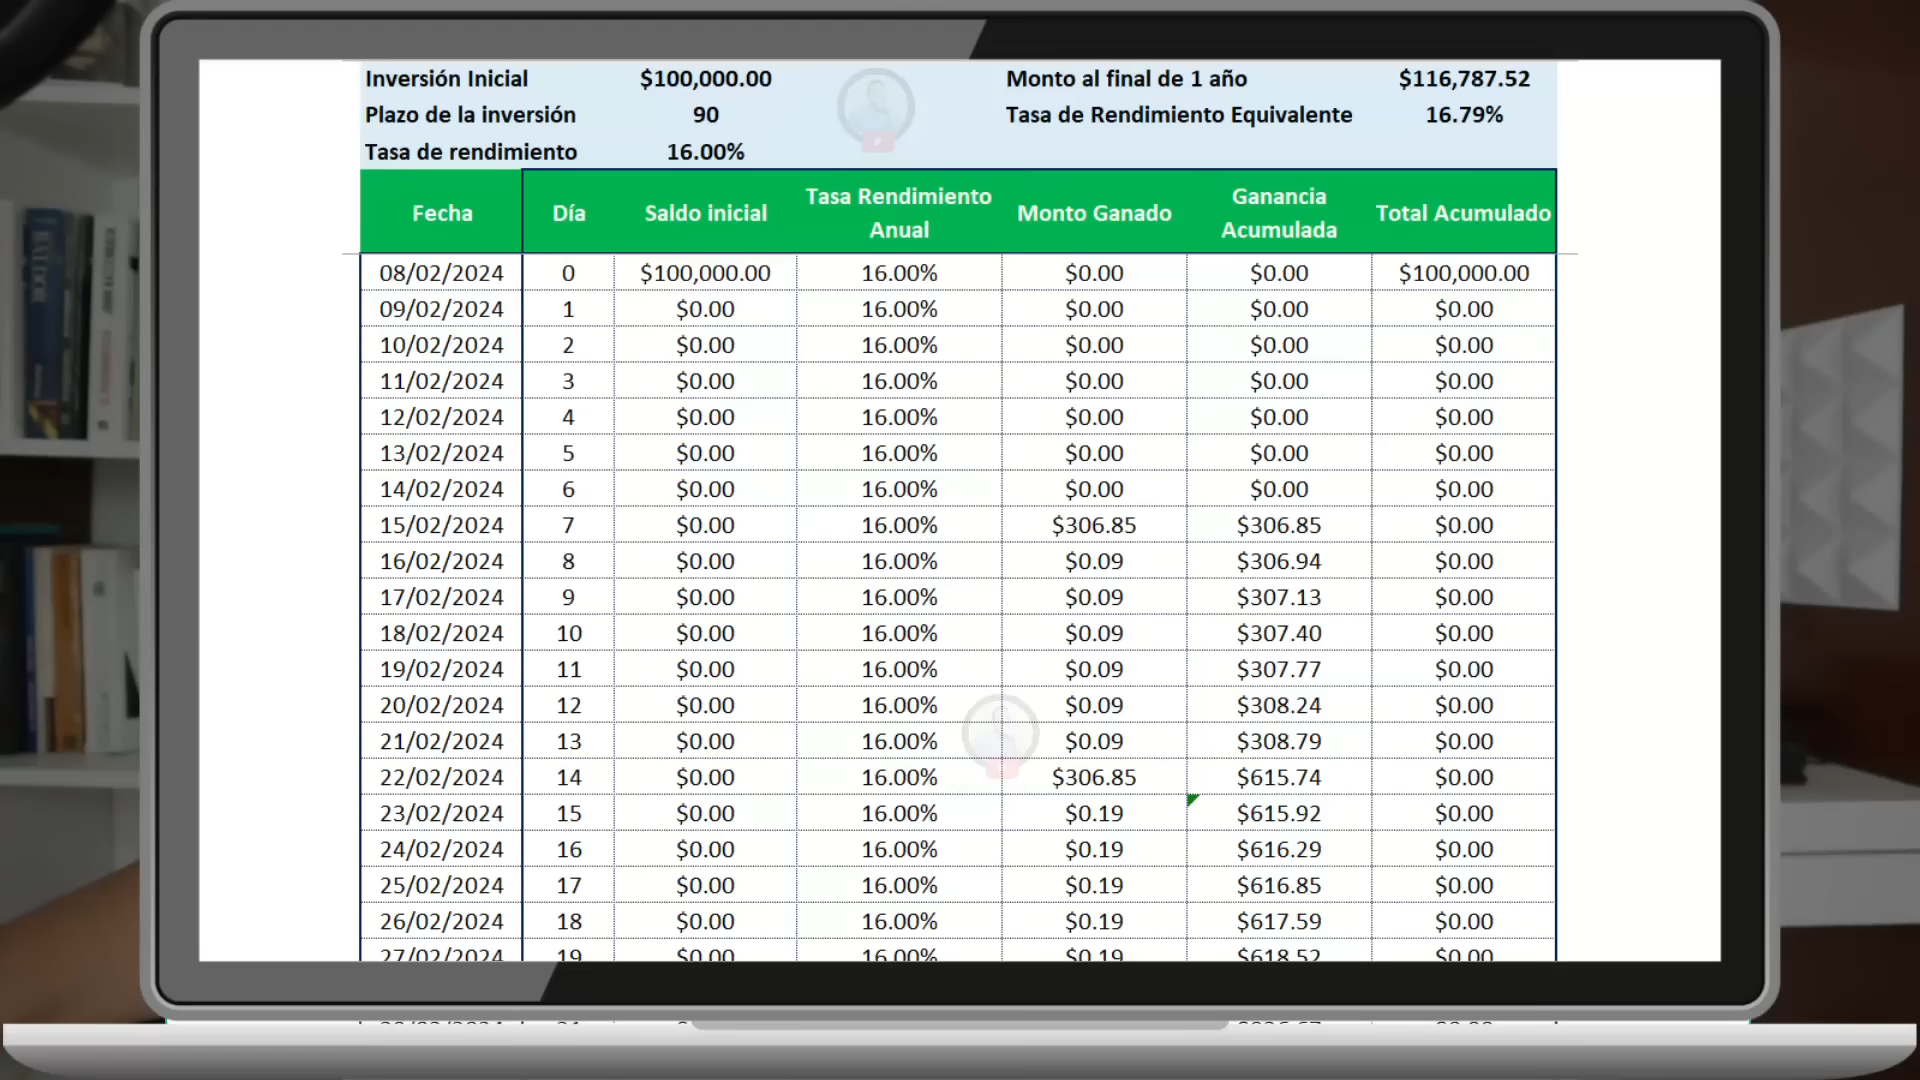 Inversión Inicial $100,000.00 Monto al final de 1 año $116,787.52
Plazo de la inversión 90 Tasa de Rendimiento Equivalente 16.79%
Tasa de rendimiento 16.00%
Fecha Día Saldo inicial Tasa Rendimiento Anual Monto Ganado Ganancia Acumulada Total Acumulado
08/02/2024 0 $100,000.00 16.00% $0.00 $0.00 $100,000.00
09/02/2024 1 $0.00 16.00% $0.00 $0.00 $0.00
10/02/2024 2 $0.00 16.00% $0.00 $0.00 $0.00
11/02/2024 3 $0.00 16.00% $0.00 $0.00 $0.00
12/02/2024 4 $0.00 16.00% $0.00 $0.00 $0.00
13/02/2024 5 $0.00 16.00% $0.00 $0.00 $0.00
14/02/2024 6 $0.00 16.00% $0.00 $0.00 $0.00
15/02/2024 7 $0.00 16.00% $306.85 $306.85 $0.00
16/02/2024 8 $0.00 16.00% $0.09 $306.94 $0.00
17/02/2024 9 $0.00 16.00% $0.09 $307.13 $0.00
18/02/2024 10 $0.00 16.00% $0.09 $307.40 $0.00
19/02/2024 11 $0.00 16.00% $0.09 $307.77 $0.00
20/02/2024 12 $0.00 16.00% $0.09 $308.24 $0.00
21/02/2024 13 $0.00 16.00% $0.09 $308.79 $0.00
22/02/2024 14 $0.00 16.00% $306.85 $615.74 $0.00
23/02/2024 15 $0.00 16.00% $0.19 $615.92 $0.00
24/02/2024 16 $0.00 16.00% $0.19 $616.29 $0.00
25/02/2024 17 $0.00 16.00% $0.19 $616.85 $0.00
26/02/2024 18 $0.00 16.00% $0.19 $617.59 $0.00
27/02/2024 19 $0.00 16.00% $0.19 $618.52 $0.00